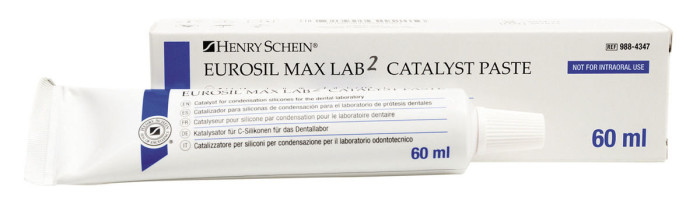 HENRY SCHEIN®
REF 988-4347
EUROSIL MAX LAB2 CATALYST PASTE
NOT FOR INTRAORAL USE
60 ml
EUROSIL MAX LAB2 CATALYST PASTE
EN Catalyst for condensation silicones for the dental laboratory
ES Catalizador para siliconas de condensación para el laboratorio de prótesis dentales
FR Catalyseur pour silicone par condensation pour le laboratoire dentaire
DE Katalysator für C-Silikonen für das Dentallabor
IT Catalizzatore per siliconi per condensazione per il laboratorio odontotecnico
60 ml